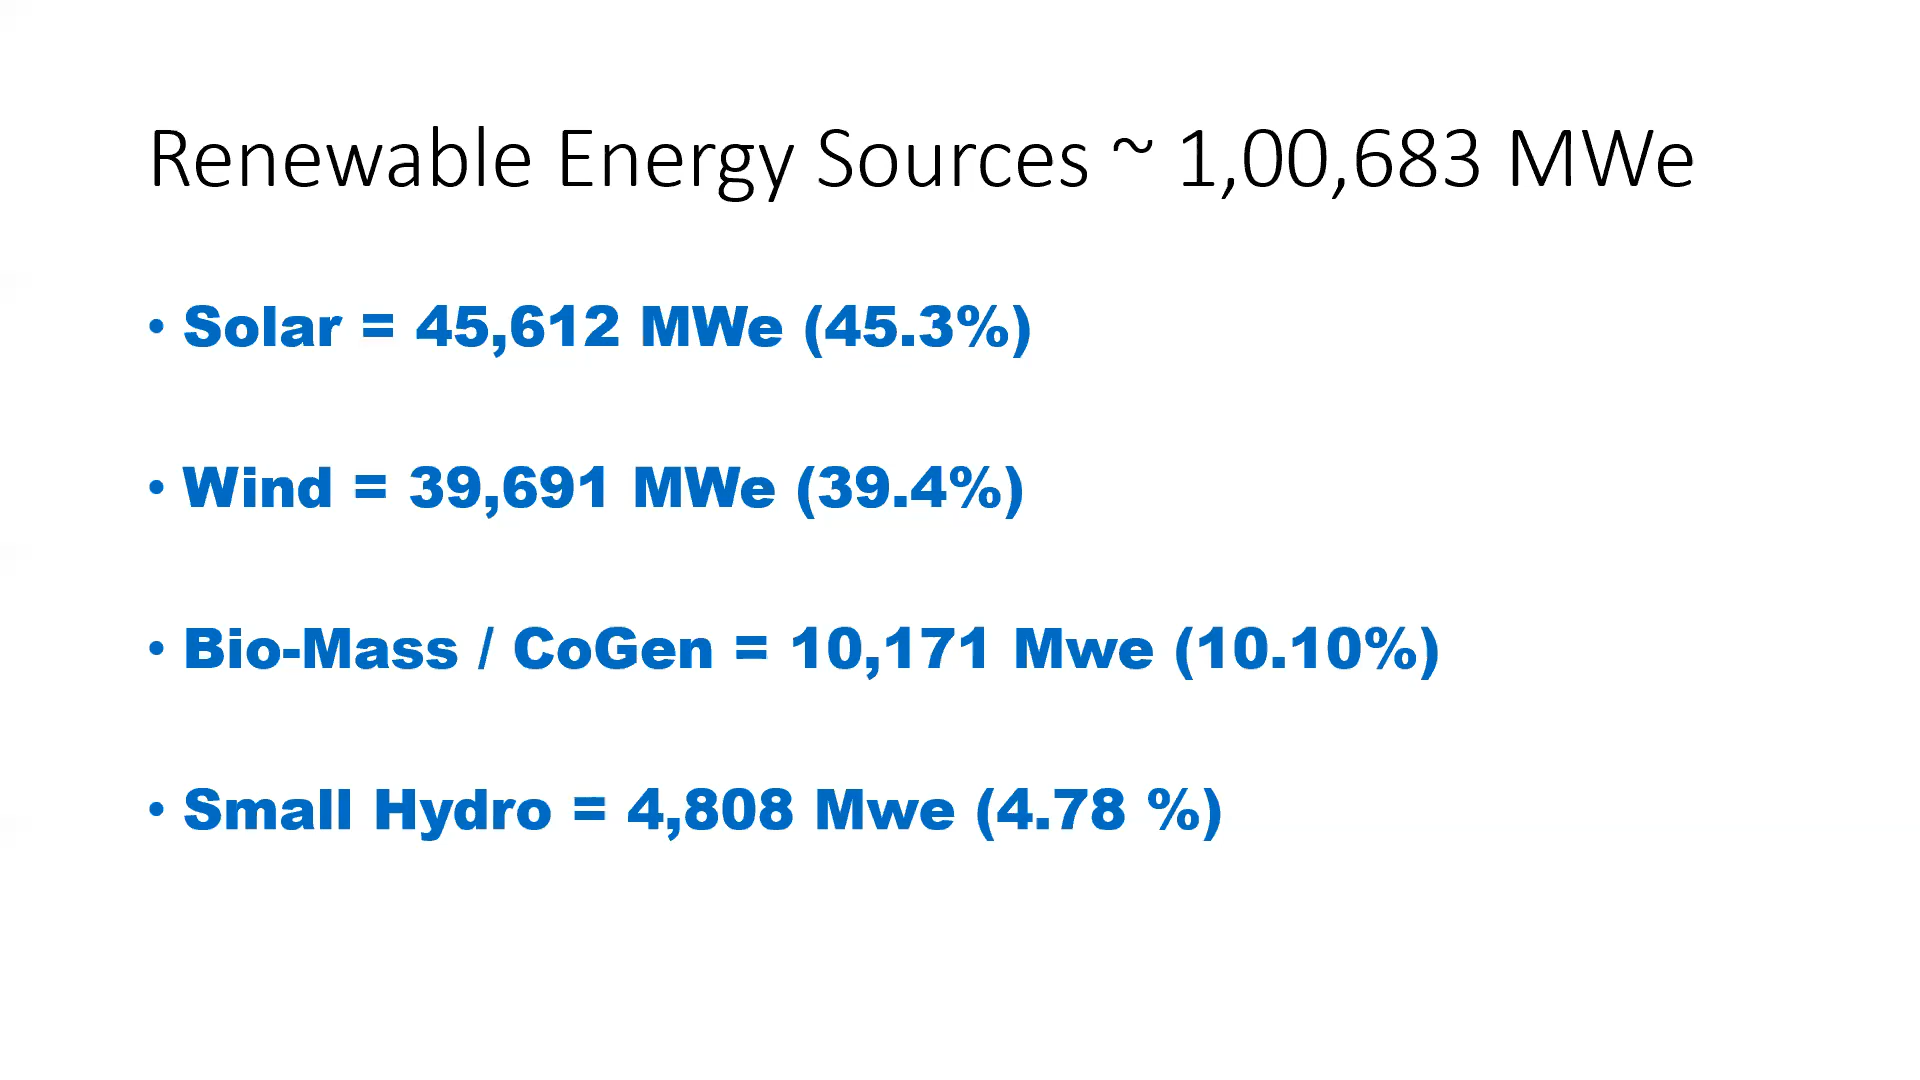 Renewable Energy Sources ~ 1,00,683 MWe
• Solar = 45,612 MWe (45.3%)
• Wind = 39,691 MWe (39.4%)
• Bio-Mass / CoGen = 10,171 Mwe (10.10%)
• Small Hydro = 4,808 Mwe (4.78 %)